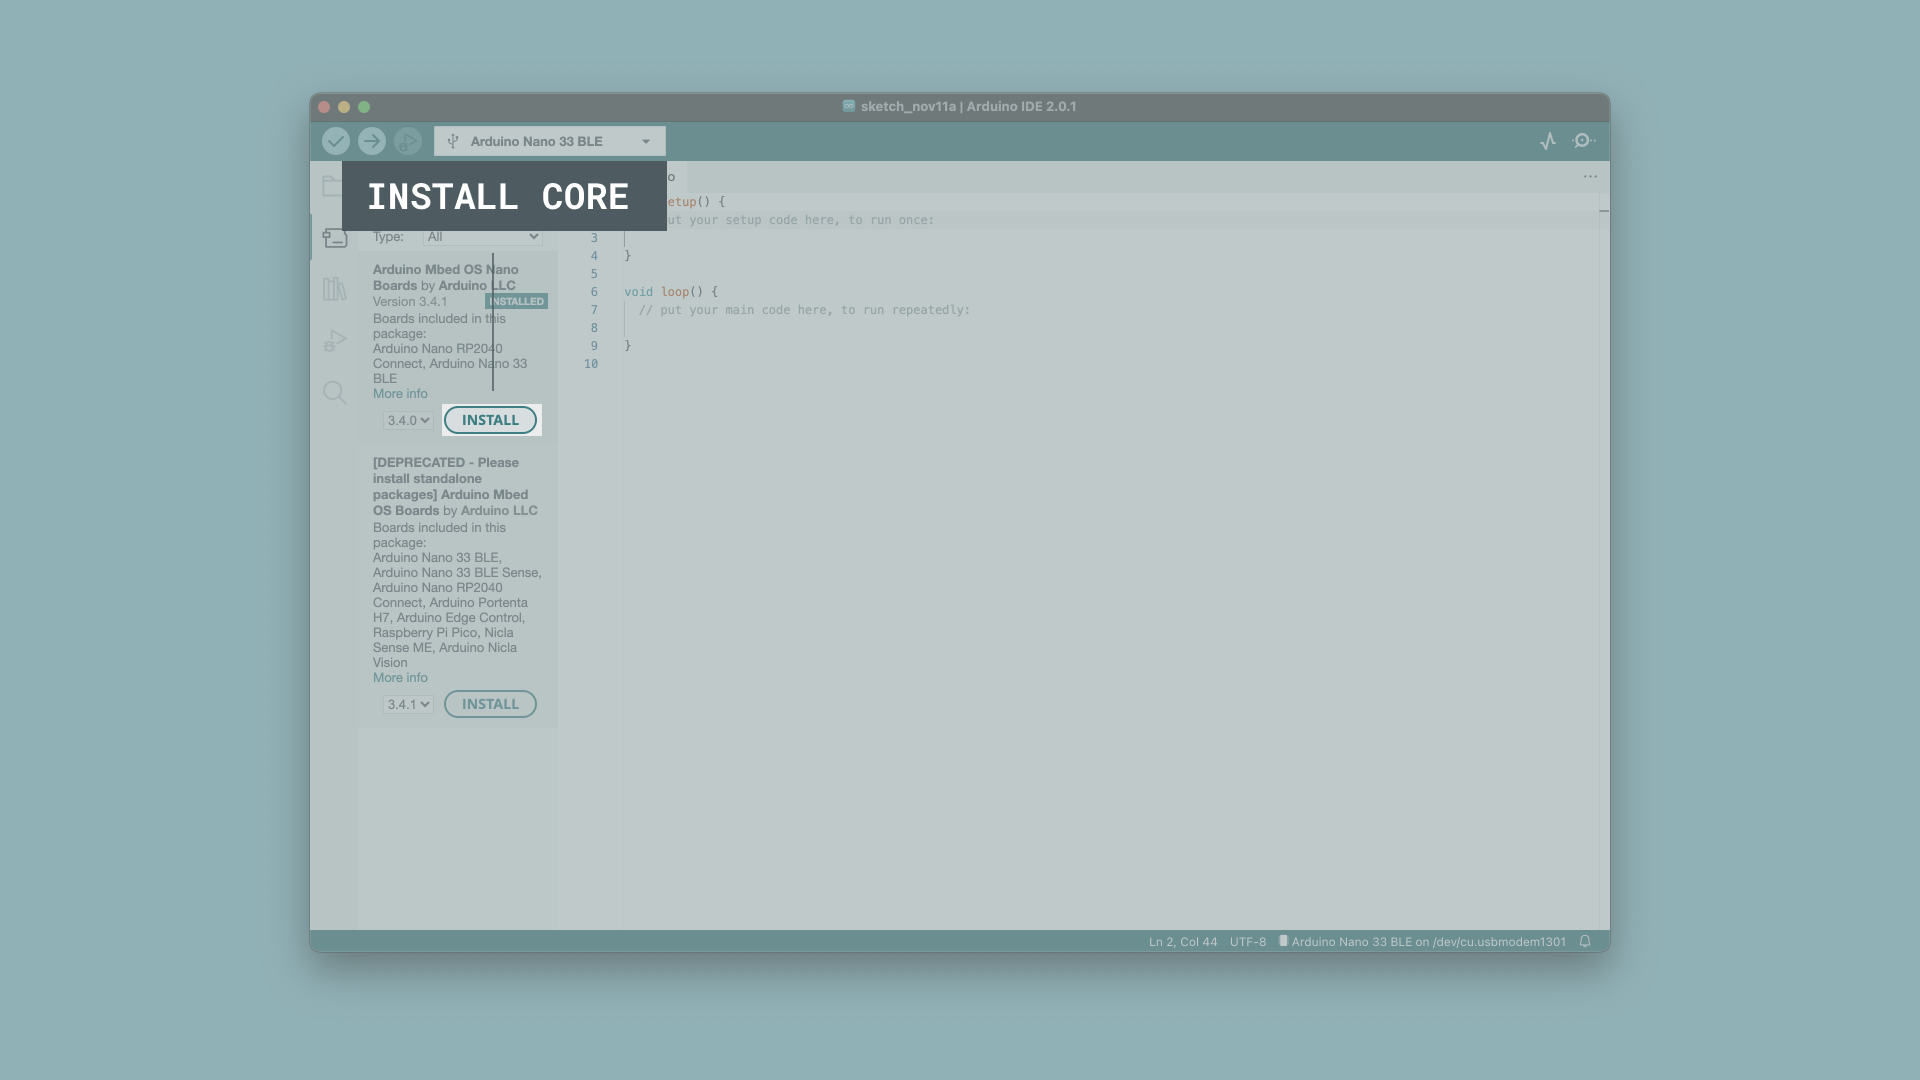 sketch_nov11a | Arduino IDE 2.0.1
Arduino Nano 33 BLE
INSTALL CORE
o
etup() {
ut your setup code here, to run once:
Type: All
3
4 }
5
6 void loop() {
7 // put your main code here, to run repeatedly:
8
9 }
10
Arduino Mbed OS Nano
Boards by Arduino LLC
Version 3.4.1 INSTALLED
Boards included in this
package:
Arduino Nano RP2040
Connect, Arduino Nano 33
BLE
More info
3.4.0 INSTALL
[DEPRECATED - Please
install standalone
packages] Arduino Mbed
OS Boards by Arduino LLC
Boards included in this
package:
Arduino Nano 33 BLE,
Arduino Nano 33 BLE Sense,
Arduino Nano RP2040
Connect, Arduino Portenta
H7, Arduino Edge Control,
Raspberry Pi Pico, Nicla
Sense ME, Arduino Nicla
Vision
More info
3.4.1 INSTALL
Ln 2, Col 44 UTF-8 Arduino Nano 33 BLE on /dev/cu.usbmodem1301